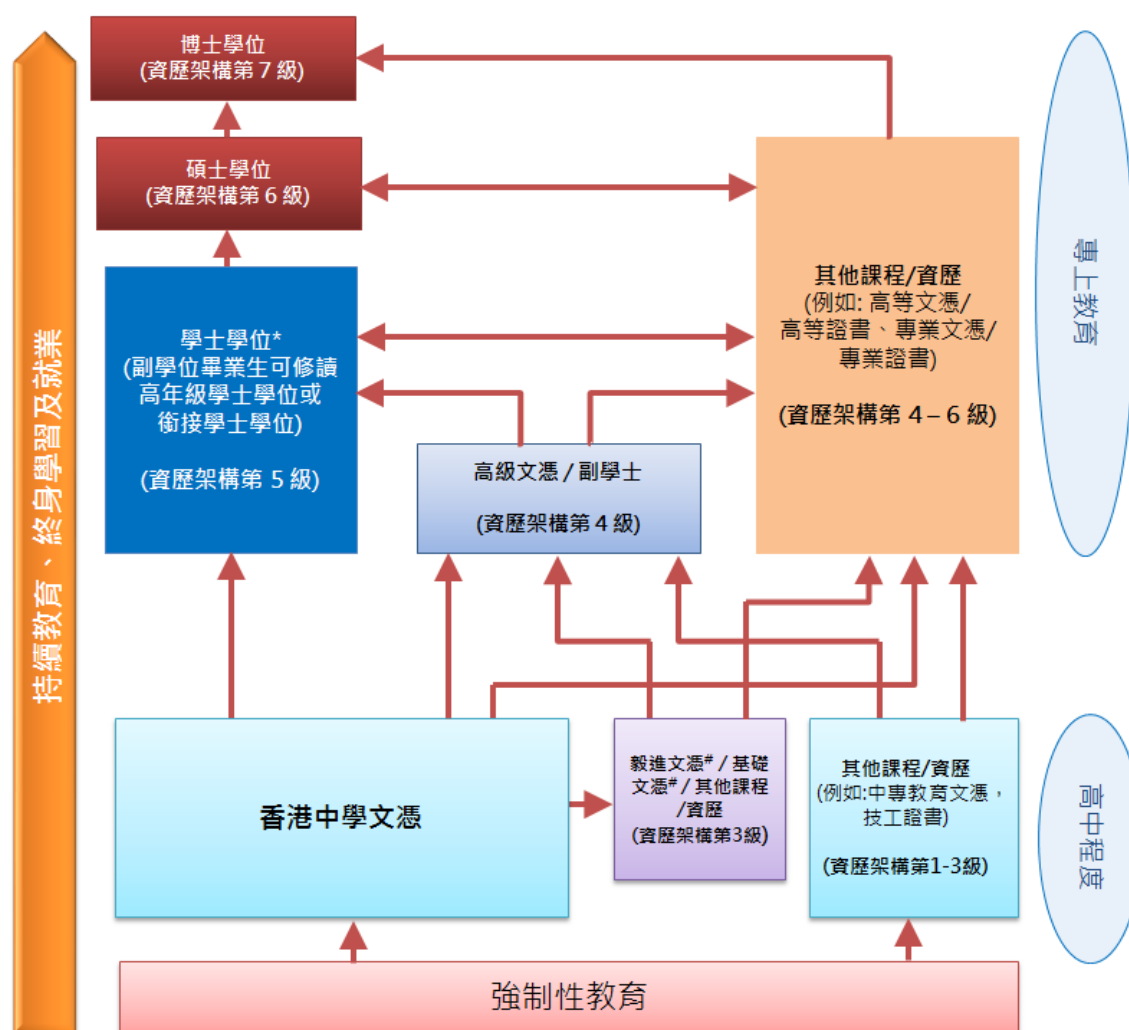 博士學位
(資歷架構第 7 級)
碩士學位
(資歷架構第 6 級)
學士學位*
(副學位畢業生可修讀
高年級學士學位或
銜接學士學位)
(資歷架構第 5 級)
高級文憑 / 副學士
(資歷架構第 4 級)
其他課程/資歷
(例如: 高等文憑/
高等證書、專業文憑/
專業證書)
(資歷架構第 4 – 6 級)
專上教育
持續教育、終身學習及就業
香港中學文憑
毅進文憑# / 基礎
文憑# / 其他課程
/資歷
(資歷架構第3級)
其他課程/資歷
(例如:中專教育文憑，
技工證書)
(資歷架構第1-3級)
高中程度
強制性教育